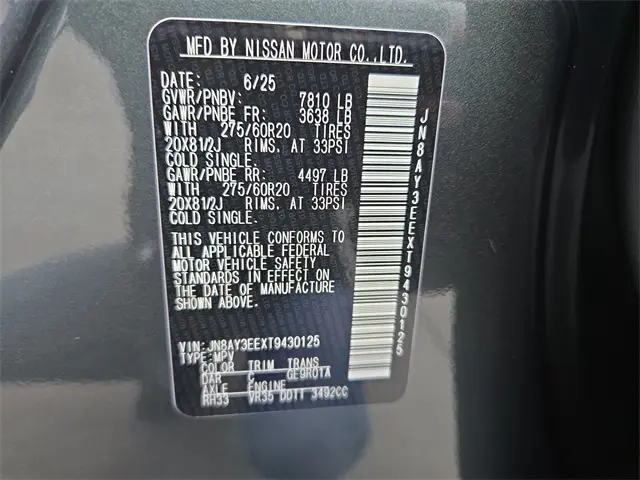 MFD BY NISSAN MOTOR CO.,LTD.
DATE: 6/25
GVWR/PNBV: 7810 LB
GAWR/PNBE FR: 3638 LB
WITH 275/60R20 TIRES
20X81/2J RIMS. AT 33PSI
COLD SINGLE.
GAWR/PNBE RR: 4497 LB
WITH 275/60R20 TIRES
20X81/2J RIMS. AT 33PSI
COLD SINGLE.
THIS VEHICLE CONFORMS TO
ALL APPLICABLE FEDERAL
MOTOR VEHICLE SAFETY
STANDARDS IN EFFECT ON
THE DATE OF MANUFACTURE
SHOWN ABOVE.
VIN:JN8AY3EEXT9430125
TYPE:MPV
COLOR TRIM TRANS
DAR C GE9R01A
AXLE ENGINE
RH33 VR35 DDTT 3492CC
JN8AY3EEXT9430125